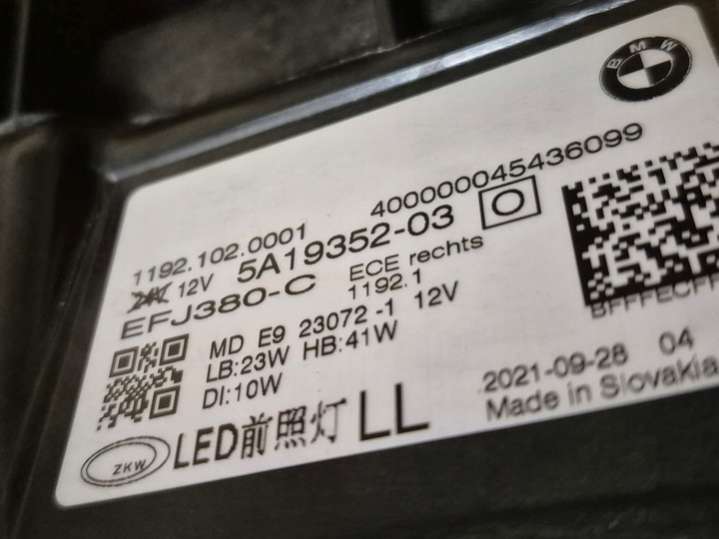 BMW
400000045436099
1192.102.0001
12V 5A19352-03 O
ECE rechts
EFJ380-C 1192.1
MD E9 23072-1 12V
LB:23W HB:41W
DI:10W
BFFFECFF
2021-09-28 04
Made in Slovakia
ZKW LED前照灯 LL